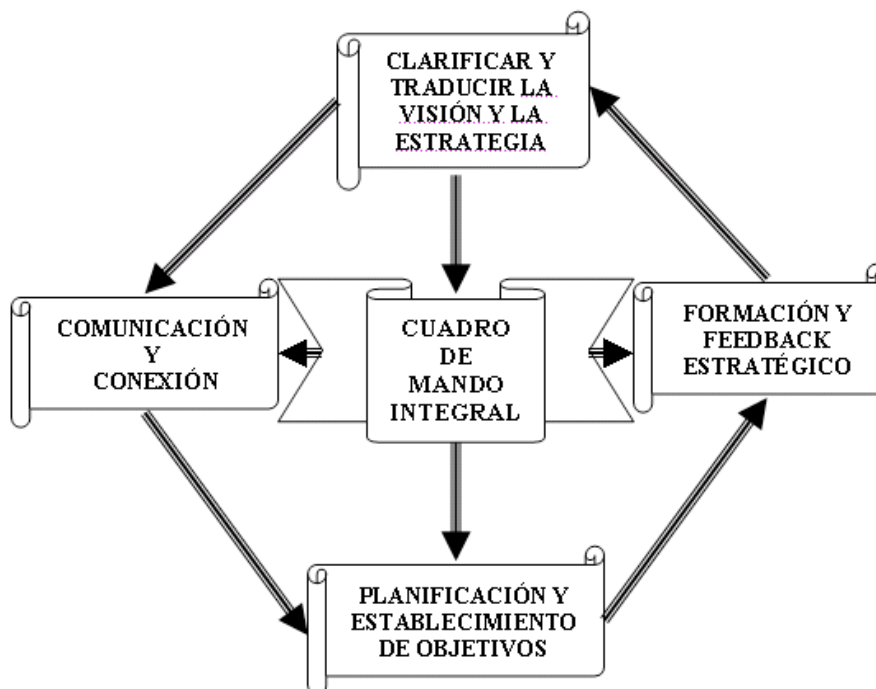 CLARIFICAR Y
TRADUCIR LA
VISIÓN Y LA
ESTRATEGIA
COMUNICACIÓN
Y
CONEXIÓN
CUADRO
DE
MANDO
INTEGRAL
FORMACIÓN Y
FEEDBACK
ESTRATÉGICO
PLANIFICACIÓN Y
ESTABLECIMIENTO
DE OBJETIVOS